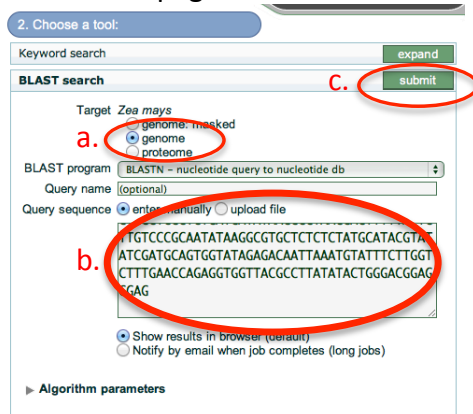 2. Choose a tool:
Keyword search expand
BLAST search c. submit
Target Zea mays
genome: masked
a. genome
proteome
BLAST program BLASTN - nucleotide query to nucleotide db
Query name (optional)
Query sequence enter manually upload file
TTGTCCCGCAATATAAGGCGTGCTCTCTCTATGCATACGTAT
b. ATCGATGCAGTGGTATAGAGACAATTAAATGTATTTCTTGGT
CTTTGAACCAGAGGTGGTTACGCCTTATATACTGGGACGGAG
GGAG
Show results in browser (default)
Notify by email when job completes (long jobs)
Algorithm parameters